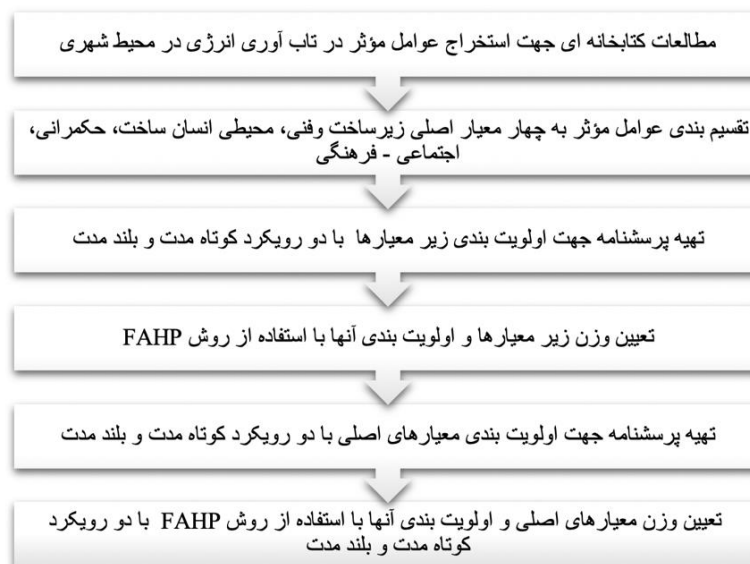 مطالعات کتابخانه ای جهت استخراج عوامل مؤثر در تاب آوری انرژی در محیط شهری
تقسیم بندی عوامل مؤثر به چهار معیار اصلی زیرساخت وفنی، محیطی انسان ساخت، حکمرانی،
اجتماعی - فرهنگی
تهیه پرسشنامه جهت اولویت بندی زیر معیارها با دو رویکرد کوتاه مدت و بلند مدت
تعیین وزن زیر معیارها و اولویت بندی آنها با استفاده از روش FAHP
تهیه پرسشنامه جهت اولویت بندی معیارهای اصلی با دو رویکرد کوتاه مدت و بلند مدت
تعیین وزن معیارهای اصلی و اولویت بندی آنها با استفاده از روش FAHP با دو رویکرد
کوتاه مدت و بلند مدت